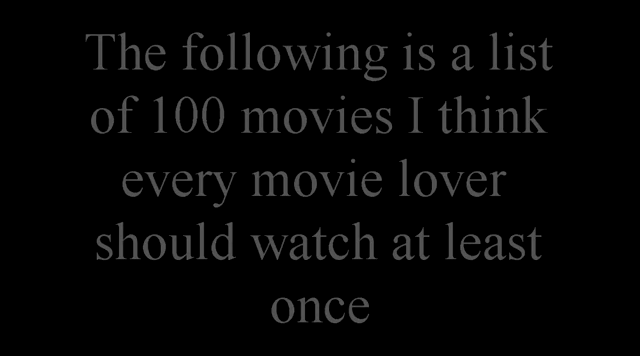 The following is a list
of 100 movies I think
every movie lover
should watch at least
once